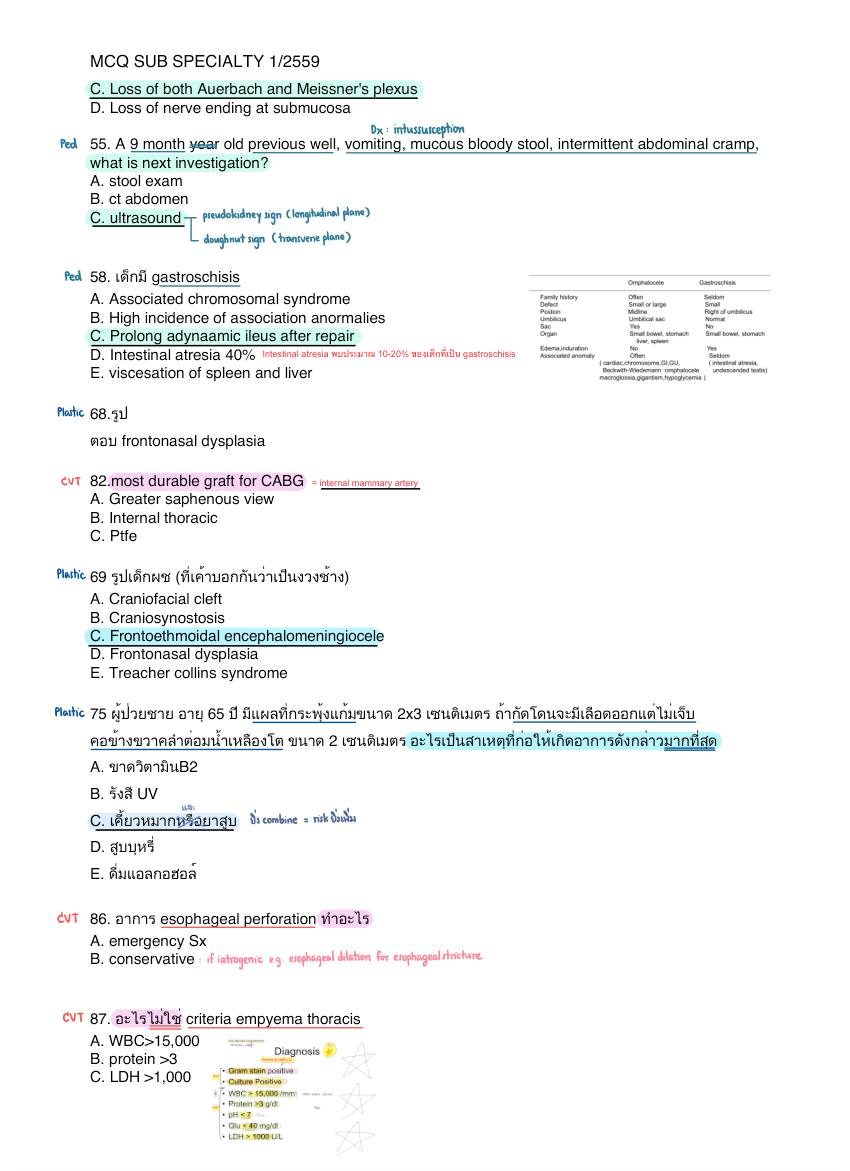 MCQ SUB SPECIALTY 1/2559
C. Loss of both Auerbach and Meissner's plexus
D. Loss of nerve ending at submucosa
Dx : intussusception
Ped 55. A 9 month year old previous well, vomiting, mucous bloody stool, intermittent abdominal cramp,
what is next investigation?
A. stool exam
B. ct abdomen
C. ultrasound pseudokidney sign (longitudinal plane)
doughnut sign (transverse plane)
Ped 58. เด็กมี gastroschisis
A. Associated chromosomal syndrome
B. High incidence of association anormalies
C. Prolong adynaamic ileus after repair
D. Intestinal atresia 40% Intestinal atresia พบประมาณ 10-20% ของเด็กที่เป็น gastroschisis
E. viscesation of spleen and liver
Omphalocele Gastroschisis
Family history Often Seldom
Defect Small or large Small
Postion Midline Right of umbilicus
Umbilicus Umbilical sac Normal
Sac Yes No
Organ Small bowel, stomach Small bowel, stomach
liver, spleen
Edema,induration No Yes
Associated anomaly Often Seldom
( cardiac,chromosome,GI,GU, ( intestinal atresia,
Beckwith-Wiedemann :omphalocele undescended testis)
macroglossia,gigantism,hypoglycemia )
Plastic 68.รูป
ตอบ frontonasal dysplasia
CVT 82.most durable graft for CABG = internal mammary artery
A. Greater saphenous view
B. Internal thoracic
C. Ptfe
Plastic 69 รูปเด็กผช (ที่เค้าบอกกันว่าเป็นงวงช้าง)
A. Craniofacial cleft
B. Craniosynostosis
C. Frontoethmoidal encephalomeningiocele
D. Frontonasal dysplasia
E. Treacher collins syndrome
Plastic 75 ผู้ป่วยชาย อายุ 65 ปี มีแผลที่กระพุ้งแก้มขนาด 2x3 เซนติเมตร ถ้ากัดโดนจะมีเลือดออกแต่ไม่เจ็บ
คอข้างขวาคลำต่อมน้ำเหลืองโต ขนาด 2 เซนติเมตร อะไรเป็นสาเหตุที่ก่อให้เกิดอาการดังกล่าวมากที่สุด
A. ขาดวิตามินB2
B. รังสี UV
และ
C. เคี้ยวหมากหรือยาสูบ ยิ่ง combine = risk ยิ่งเพิ่ม
D. สูบบุหรี่
E. ดื่มแอลกอฮอล์
CVT 86. อาการ esophageal perforation ทำอะไร
A. emergency Sx
B. conservative : if iatrogenic e.g. esophageal dilation for esophageal stricture
CVT 87. อะไรไม่ใช่ criteria empyema thoracis
A. WBC>15,000
B. protein >3
C. LDH >1,000
Diagnosis
• Gram stain positive
• Culture Positive
• WBC > 15,000 /mm
• Protein >3 g/dl
• pH < 7
• Glu < 40 mg/dl
• LDH > 1000 U/L